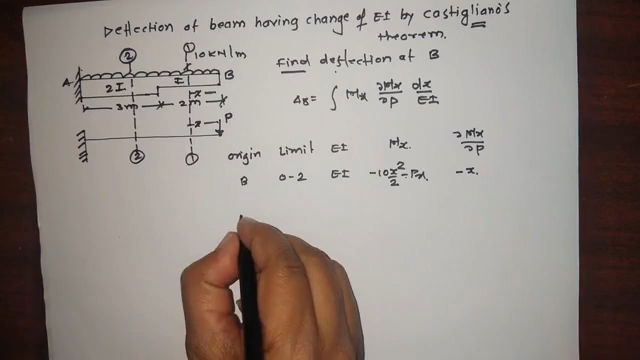 Deflection of beam having change of EI by castigliano's
theorem.
② ① 10KN/m
A B
2I I
x
3m 2m
x P
② ①
Find deflection at B
ΔB = ∫ Mx ∂Mx/∂P dx/EI
origin Limit EI Mx. ∂Mx/∂P
B 0-2 EI -10x²/2 - Px. -x.